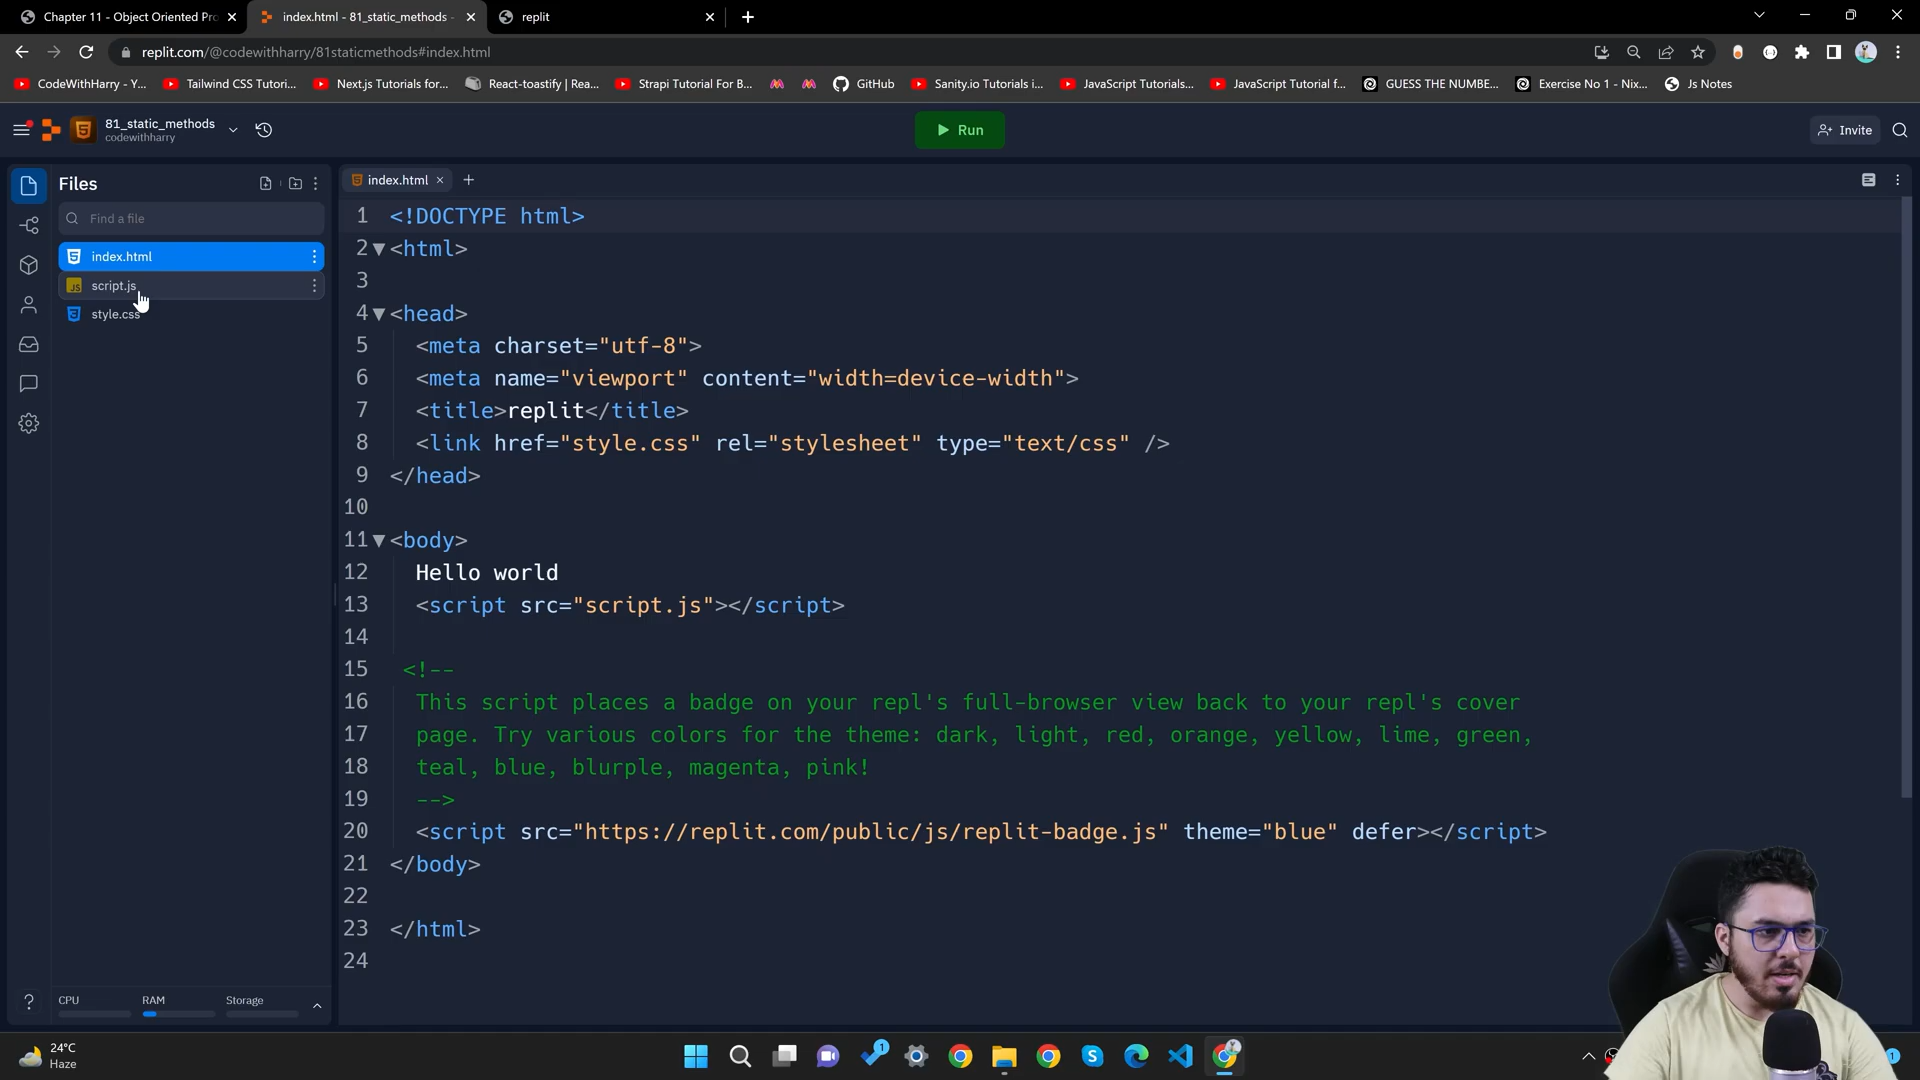 Chapter 11 - Object Oriented Pro
index.html - 81_static_methods -
replit
replit.com/@codewithharry/81staticmethods#index.html
CodeWithHarry - Y...
Tailwind CSS Tutori...
Next.js Tutorials for...
React-toastify | Rea...
Strapi Tutorial For B...
GitHub
Sanity.io Tutorials i...
JavaScript Tutorials...
JavaScript Tutorial f...
GUESS THE NUMBE...
Exercise No 1 - Nix...
Js Notes
81_static_methods
codewithharry
Run
Invite
Files
Find a file
index.html
script.js
style.css
index.html
1 <!DOCTYPE html>
2 <html>
3
4 <head>
5 <meta charset="utf-8">
6 <meta name="viewport" content="width=device-width">
7 <title>replit</title>
8 <link href="style.css" rel="stylesheet" type="text/css" />
9 </head>
10
11 <body>
12 Hello world
13 <script src="script.js"></script>
14
15 <!--
16 This script places a badge on your repl's full-browser view back to your repl's cover
17 page. Try various colors for the theme: dark, light, red, orange, yellow, lime, green,
18 teal, blue, blurple, magenta, pink!
19 -->
20 <script src="https://replit.com/public/js/replit-badge.js" theme="blue" defer></script>
21 </body>
22
23 </html>
24
CPU
RAM
Storage
24°C
Haze
1
1